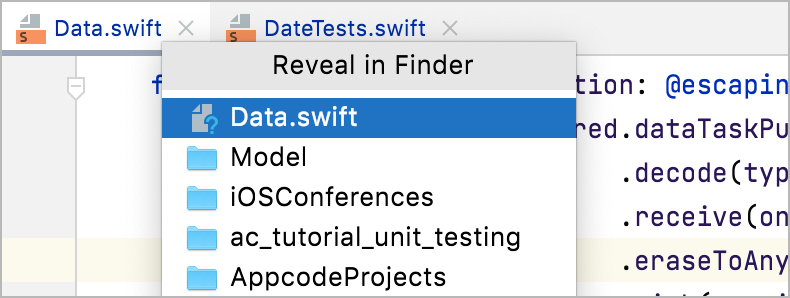 Data.swift DateTests.swift
Reveal in Finder
f tion: @escapin
Data.swift red.dataTaskPu
Model .decode(typ
iOSConferences .receive(on
ac_tutorial_unit_testing .eraseToAny
AppcodeProjects